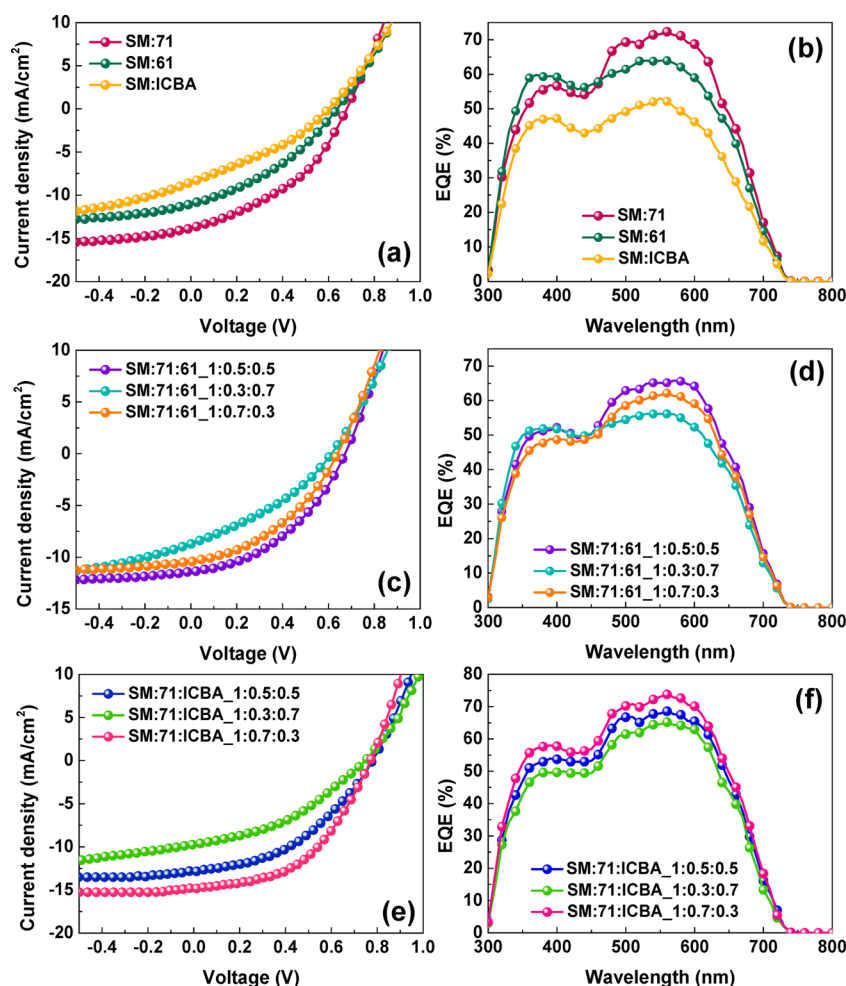 10
5
0
-5
-10
-15
-20
Current density (mA/cm²)
-0.4 -0.2 0.0 0.2 0.4 0.6 0.8 1.0
Voltage (V)
SM:71
SM:61
SM:ICBA
(a)
80
70
60
50
40
30
20
10
0
EQE (%)
300 400 500 600 700 800
Wavelength (nm)
SM:71
SM:61
SM:ICBA
(b)
10
5
0
-5
-10
-15
Current density (mA/cm²)
-0.4 -0.2 0.0 0.2 0.4 0.6 0.8 1.0
Voltage (V)
SM:71:61_1:0.5:0.5
SM:71:61_1:0.3:0.7
SM:71:61_1:0.7:0.3
(c)
80
70
60
50
40
30
20
10
0
EQE (%)
300 400 500 600 700 800
Wavelength (nm)
SM:71:61_1:0.5:0.5
SM:71:61_1:0.3:0.7
SM:71:61_1:0.7:0.3
(d)
10
5
0
-5
-10
-15
-20
Current density (mA/cm²)
-0.4 -0.2 0.0 0.2 0.4 0.6 0.8 1.0
Voltage (V)
SM:71:ICBA_1:0.5:0.5
SM:71:ICBA_1:0.3:0.7
SM:71:ICBA_1:0.7:0.3
(e)
80
70
60
50
40
30
20
10
0
EQE (%)
300 400 500 600 700 800
Wavelength (nm)
SM:71:ICBA_1:0.5:0.5
SM:71:ICBA_1:0.3:0.7
SM:71:ICBA_1:0.7:0.3
(f)